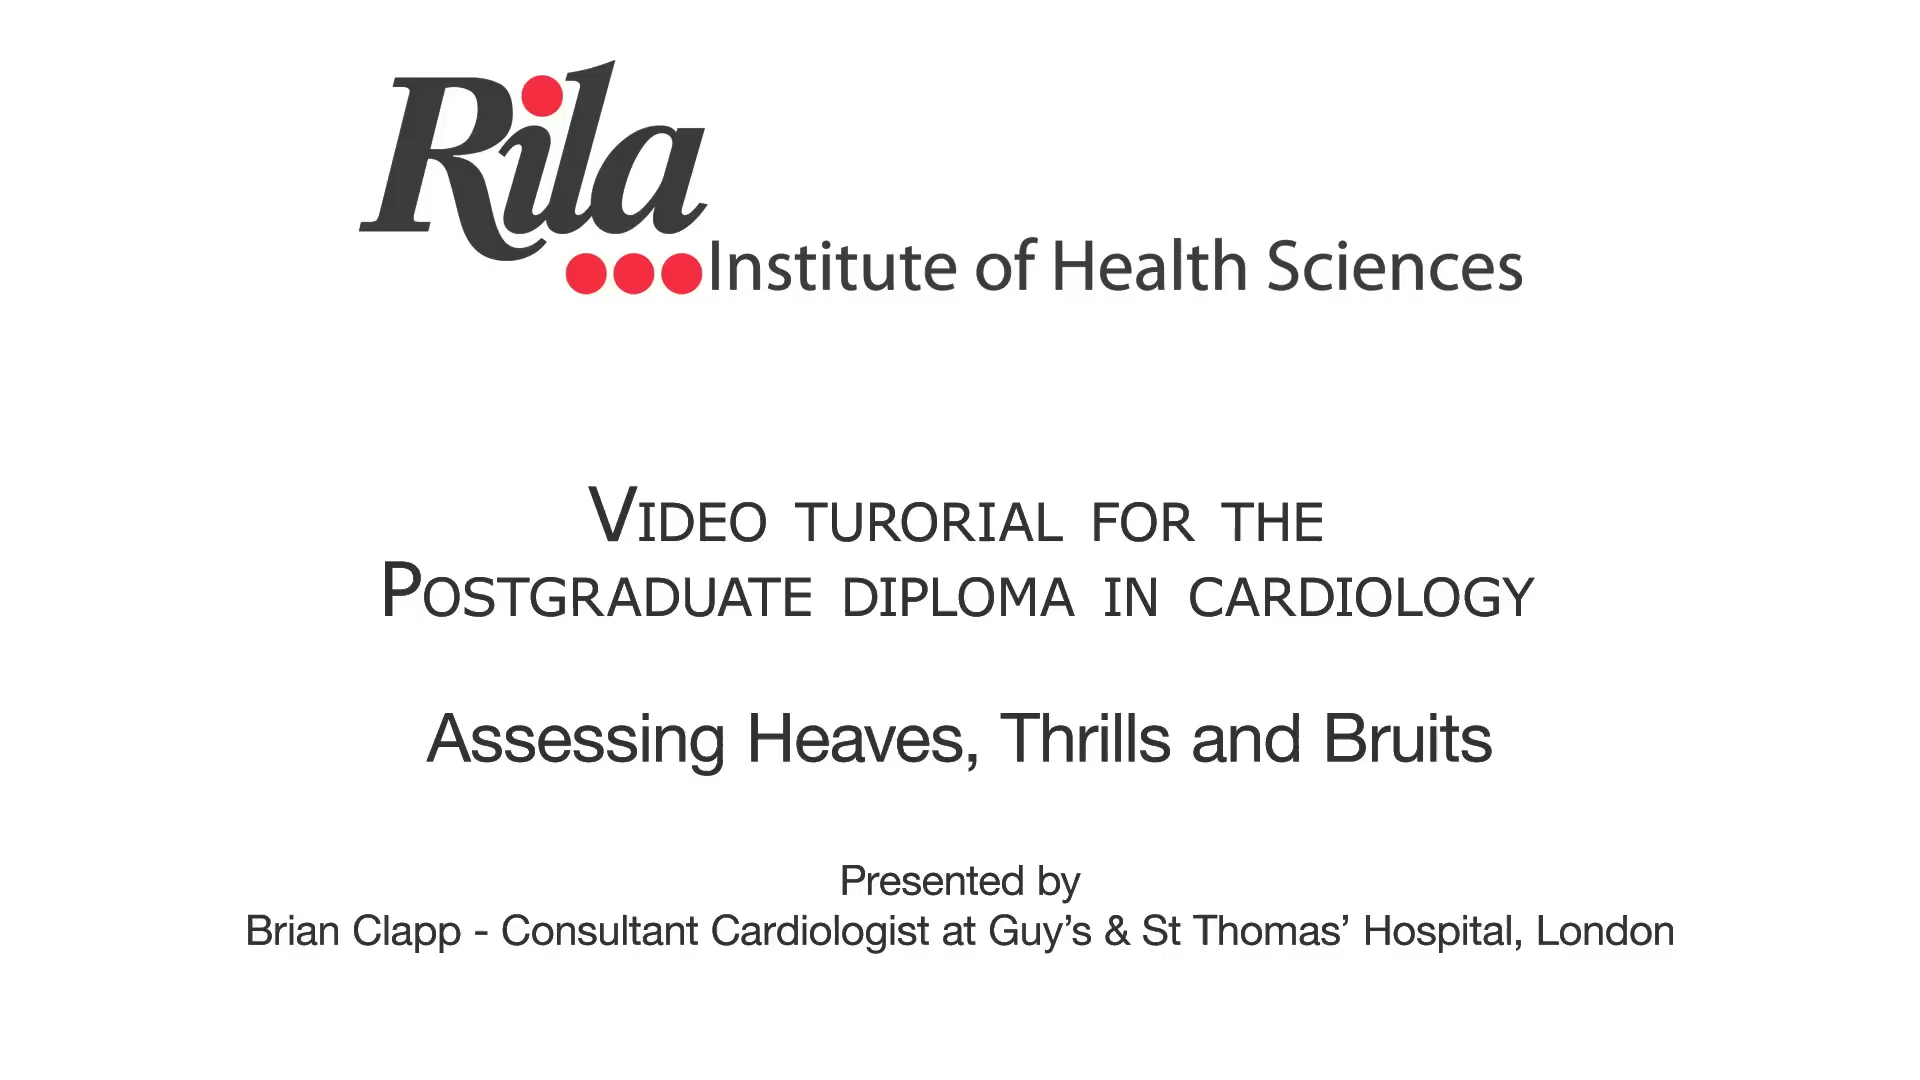 Rila
Institute of Health Sciences
Video turorial for the
Postgraduate diploma in cardiology
Assessing Heaves, Thrills and Bruits
Presented by
Brian Clapp - Consultant Cardiologist at Guy’s & St Thomas’ Hospital, London